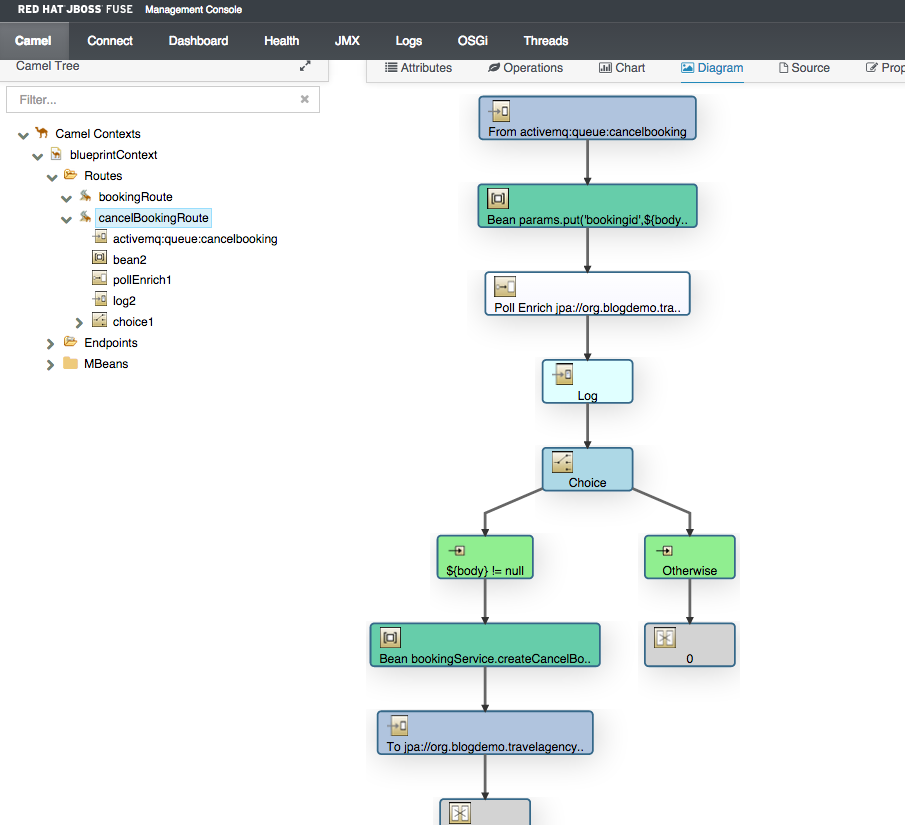 RED HAT JBOSS FUSE Management Console
Camel Connect Dashboard Health JMX Logs OSGi Threads
Camel Tree
Attributes Operations Chart Diagram Source Prop
Filter...
Camel Contexts
blueprintContext
Routes
bookingRoute
cancelBookingRoute
activemq:queue:cancelbooking
bean2
pollEnrich1
log2
choice1
Endpoints
MBeans
From activemq:queue:cancelbooking
Bean params.put('bookingid',${body..
Poll Enrich jpa://org.blogdemo.tra..
Log
Choice
${body} != null
Otherwise
Bean bookingService.createCancelBo..
0
To jpa://org.blogdemo.travelagency..